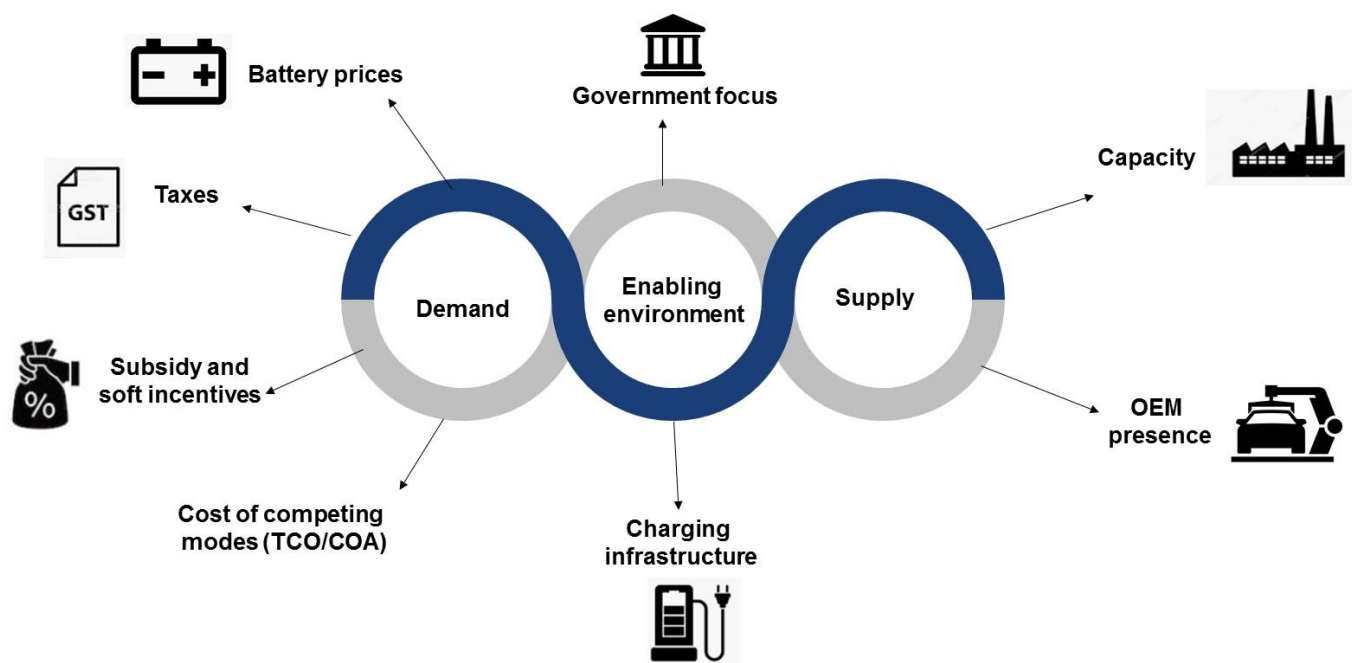 Battery prices
Government focus
Capacity
Taxes
GST
Demand
Enabling
environment
Supply
Subsidy and
soft incentives
%
OEM
presence
Cost of competing
modes (TCO/COA)
Charging
infrastructure